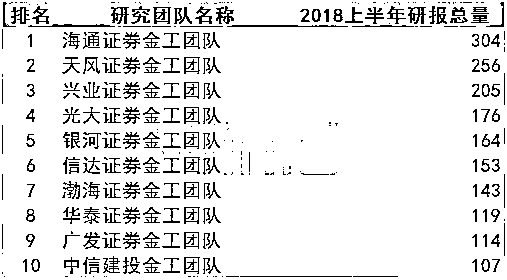 排名 研究团队名称 2018上半年研报总量
1 海通证券金工团队 304
2 天风证券金工团队 256
3 兴业证券金工团队 205
4 光大证券金工团队 176
5 银河证券金工团队 164
6 信达证券金工团队 153
7 渤海证券金工团队 143
8 华泰证券金工团队 119
9 广发证券金工团队 114
10 中信建投金工团队 107